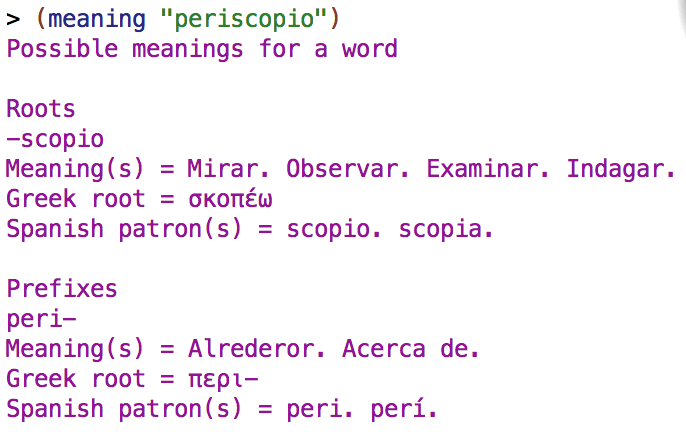 > (meaning "periscopio")
Possible meanings for a word
Roots
-scopio
Meaning(s) = Mirar. Observar. Examinar. Indagar.
Greek root = σκοπέω
Spanish patron(s) = scopio. scopia.
Prefixes
peri-
Meaning(s) = Alrederor. Acerca de.
Greek root = περι-
Spanish patron(s) = peri. perí.